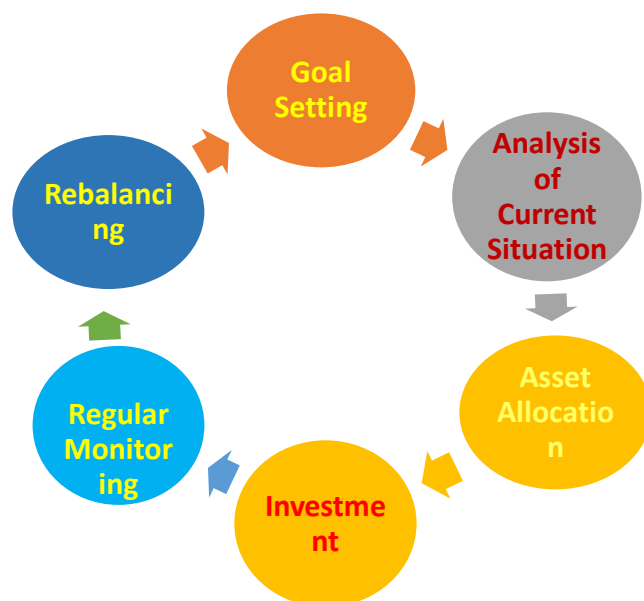 Goal
Setting
Analysis
of
Current
Situation
Asset
Allocatio
n
Investme
nt
Regular
Monitor
ing
Rebalanci
ng